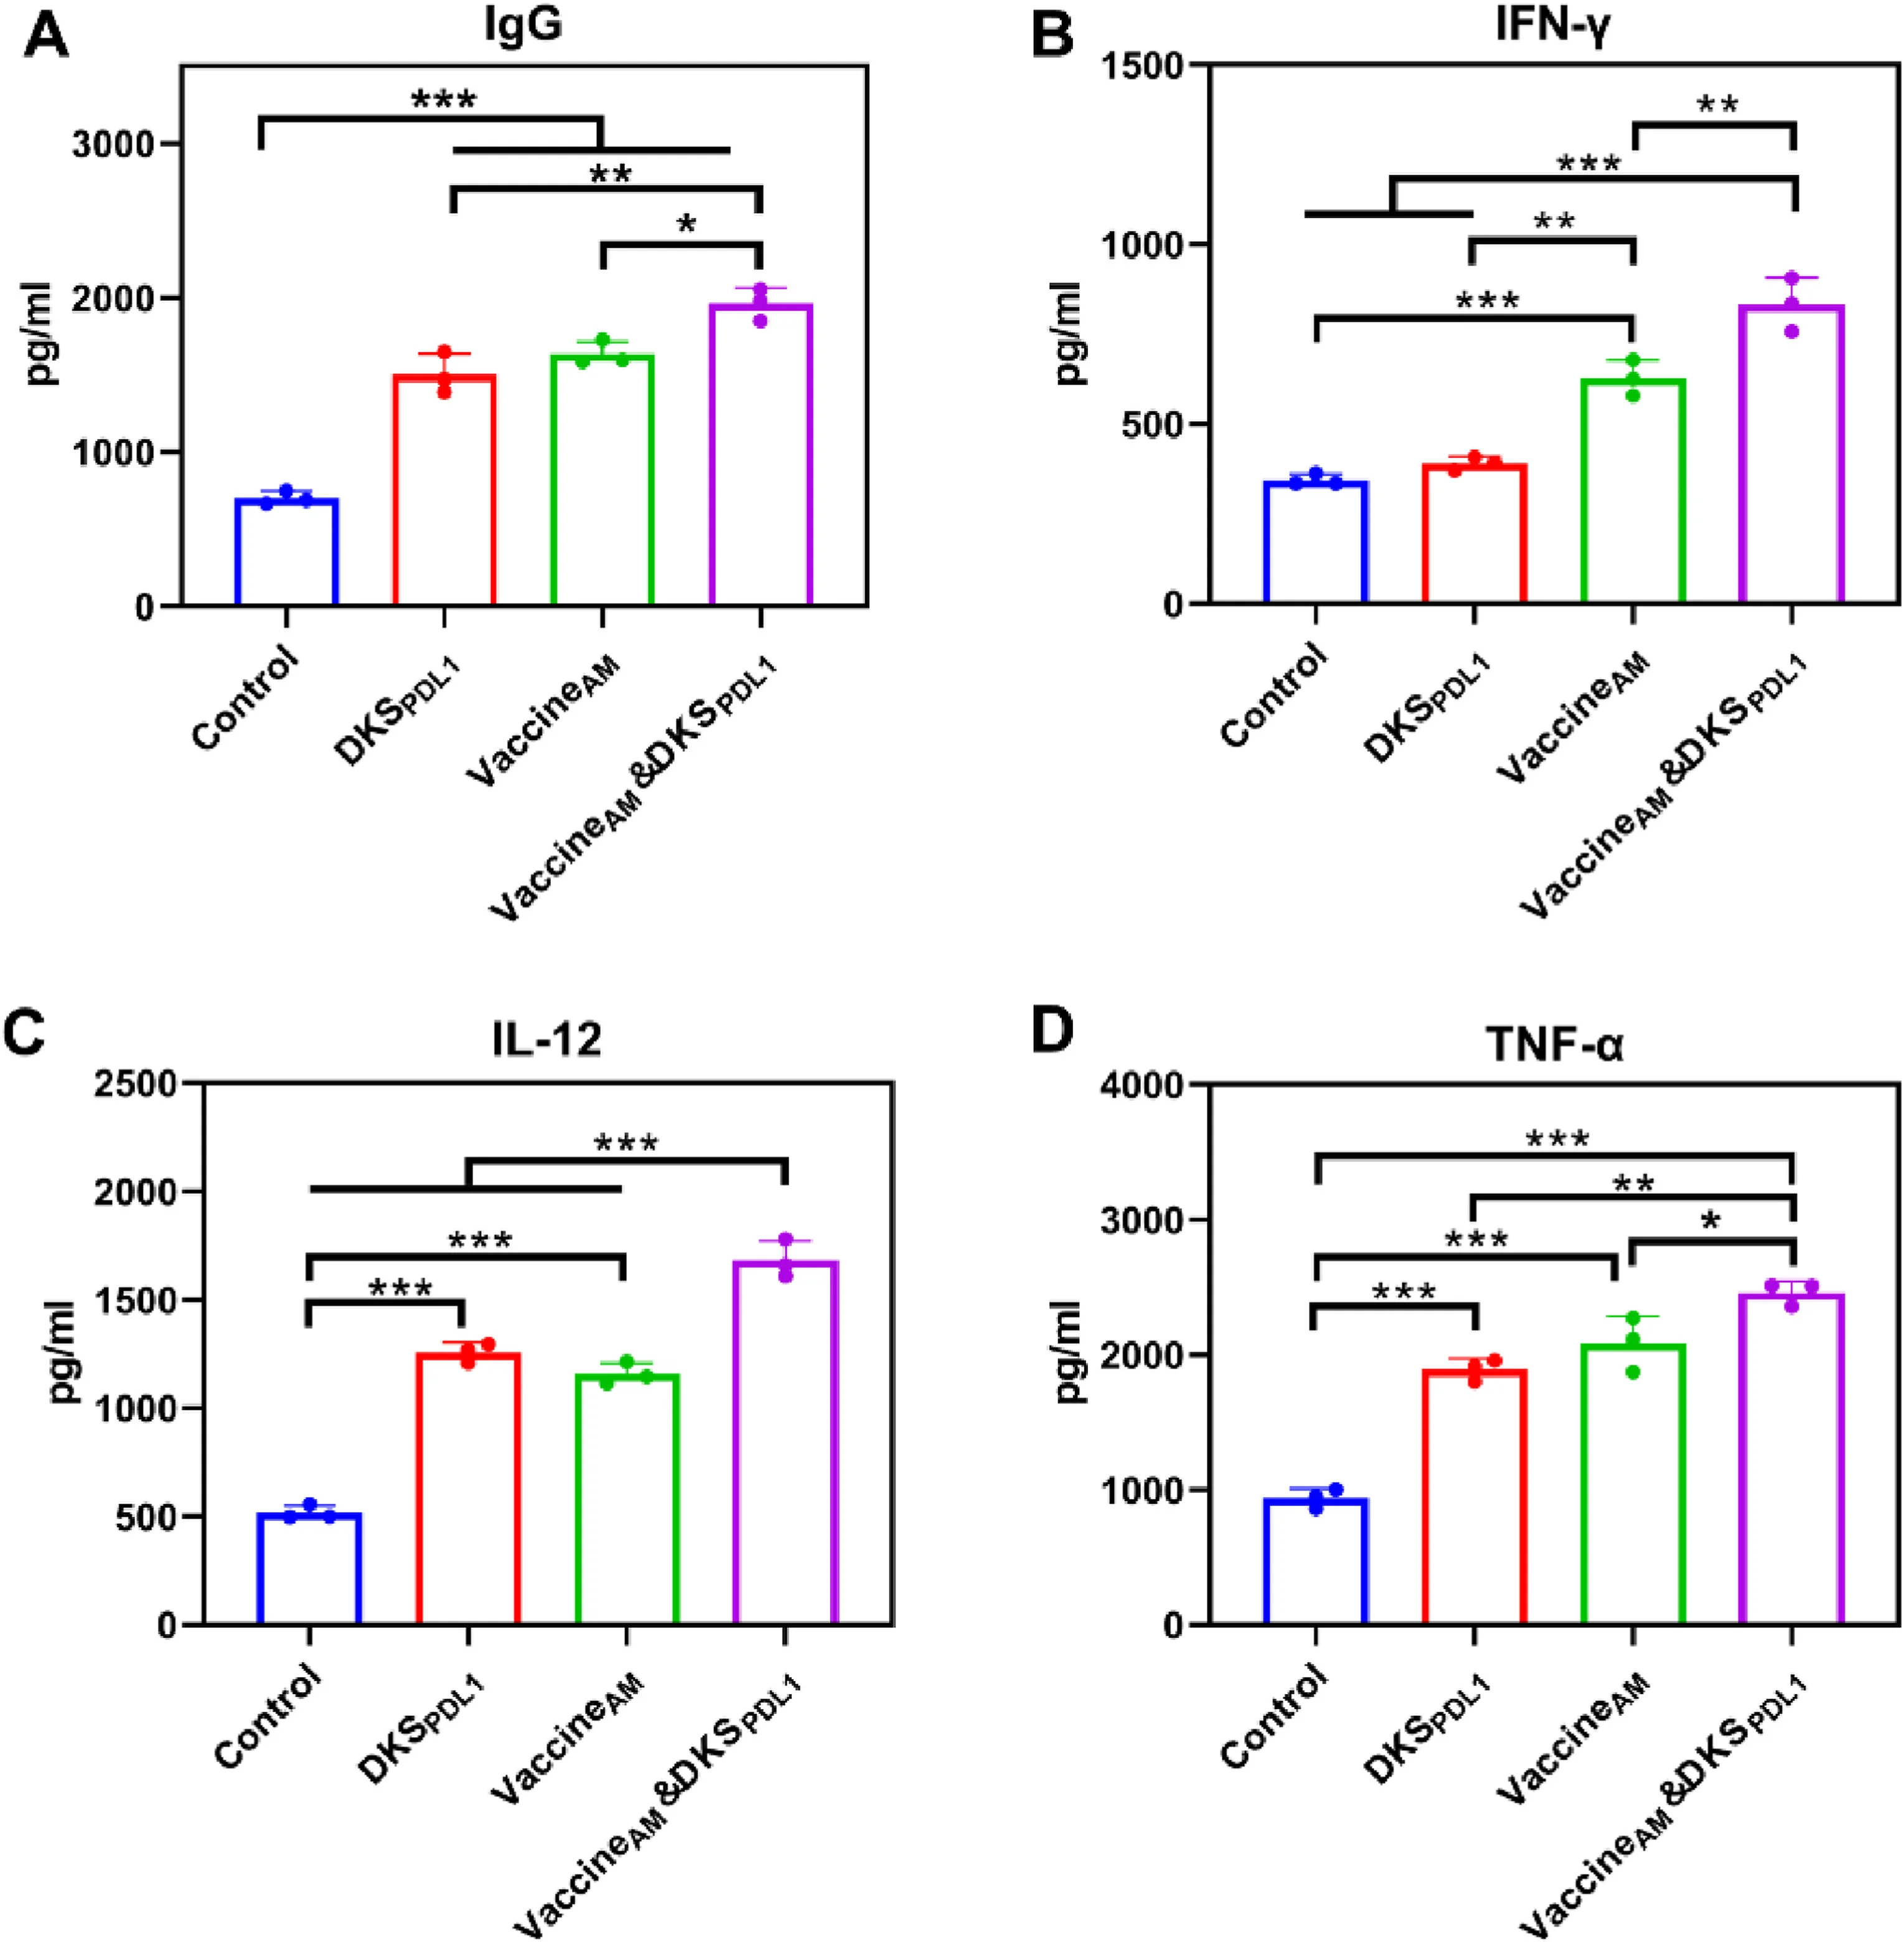 A
IgG
pg/ml
3000
2000
1000
0
***
**
*
Control
DKSPDL1
VaccineAM
VaccineAM&DKSPDL1
B
IFN-γ
pg/ml
1500
1000
500
0
**
***
**
***
Control
DKSPDL1
VaccineAM
VaccineAM&DKSPDL1
C
IL-12
pg/ml
2500
2000
1500
1000
500
0
***
***
***
Control
DKSPDL1
VaccineAM
VaccineAM&DKSPDL1
D
TNF-α
pg/ml
4000
3000
2000
1000
0
***
**
*
***
***
Control
DKSPDL1
VaccineAM
VaccineAM&DKSPDL1